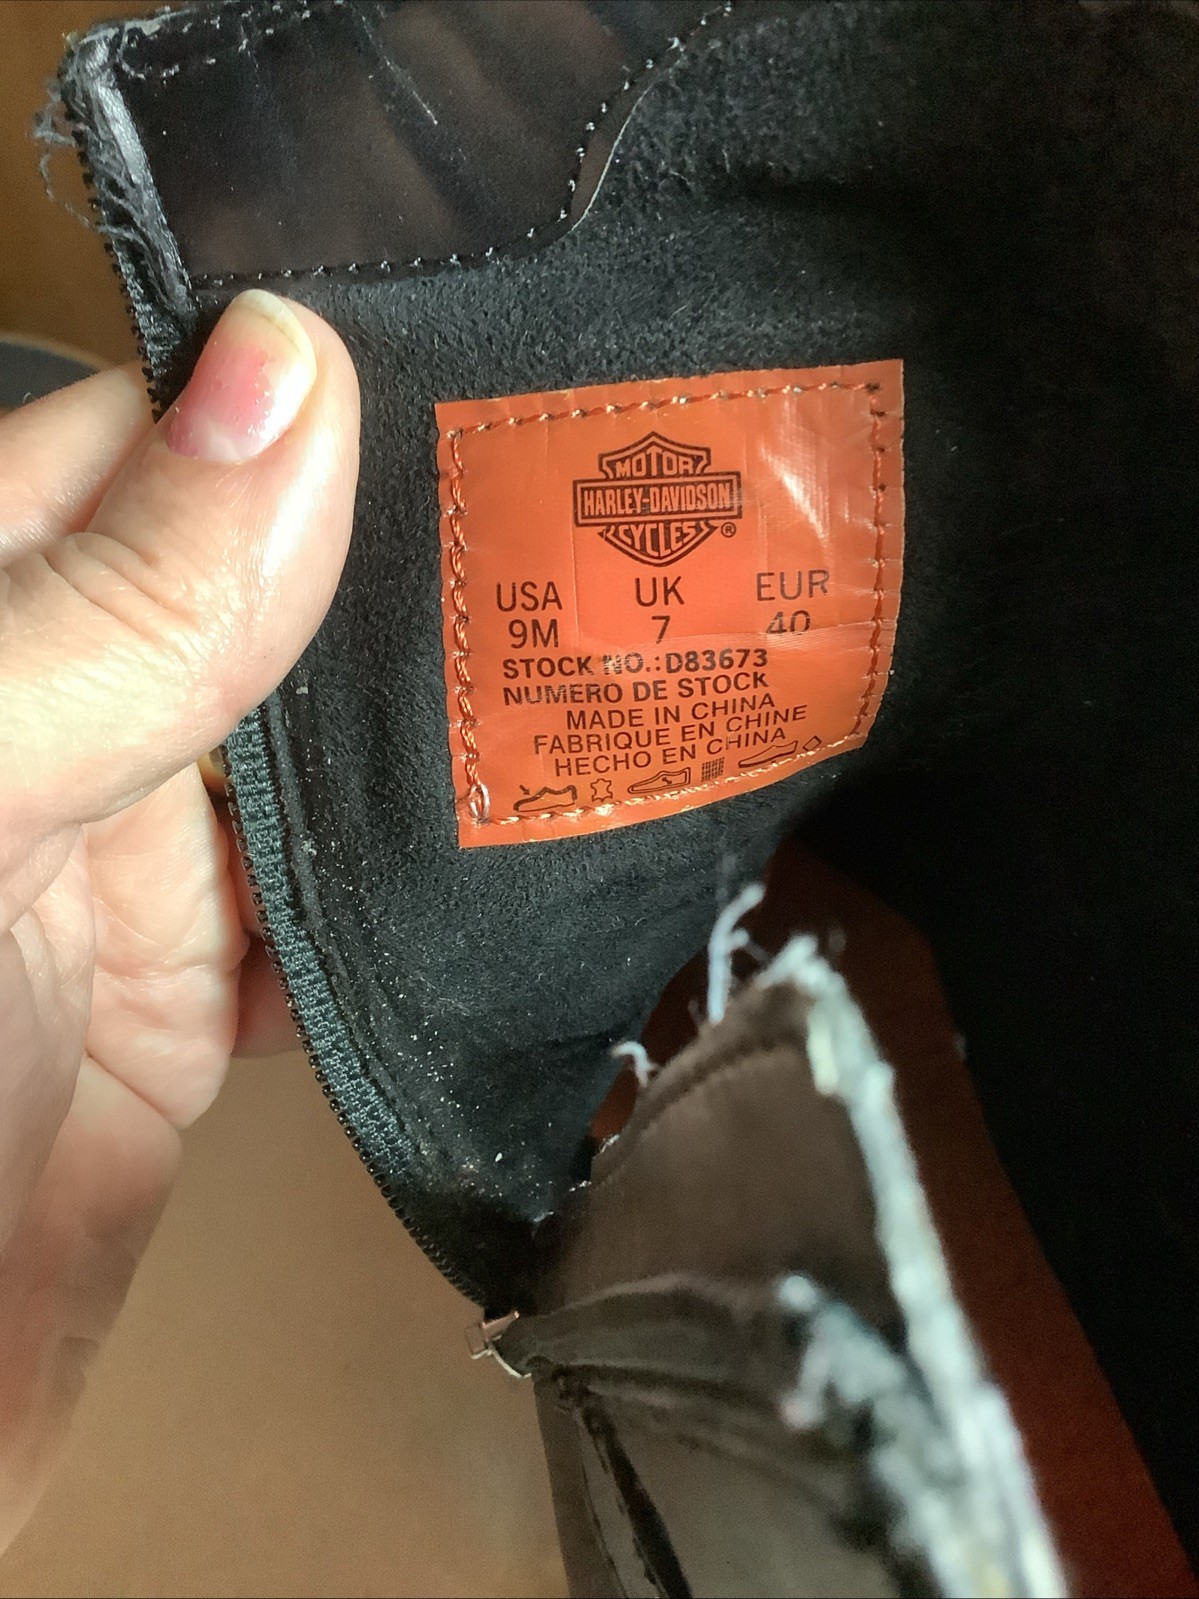 MOTOR
HARLEY-DAVIDSON
CYCLES ®
USA UK EUR
9M 7 40
STOCK NO.: D83673
NUMERO DE STOCK
MADE IN CHINA
FABRIQUE EN CHINE
HECHO EN CHINA